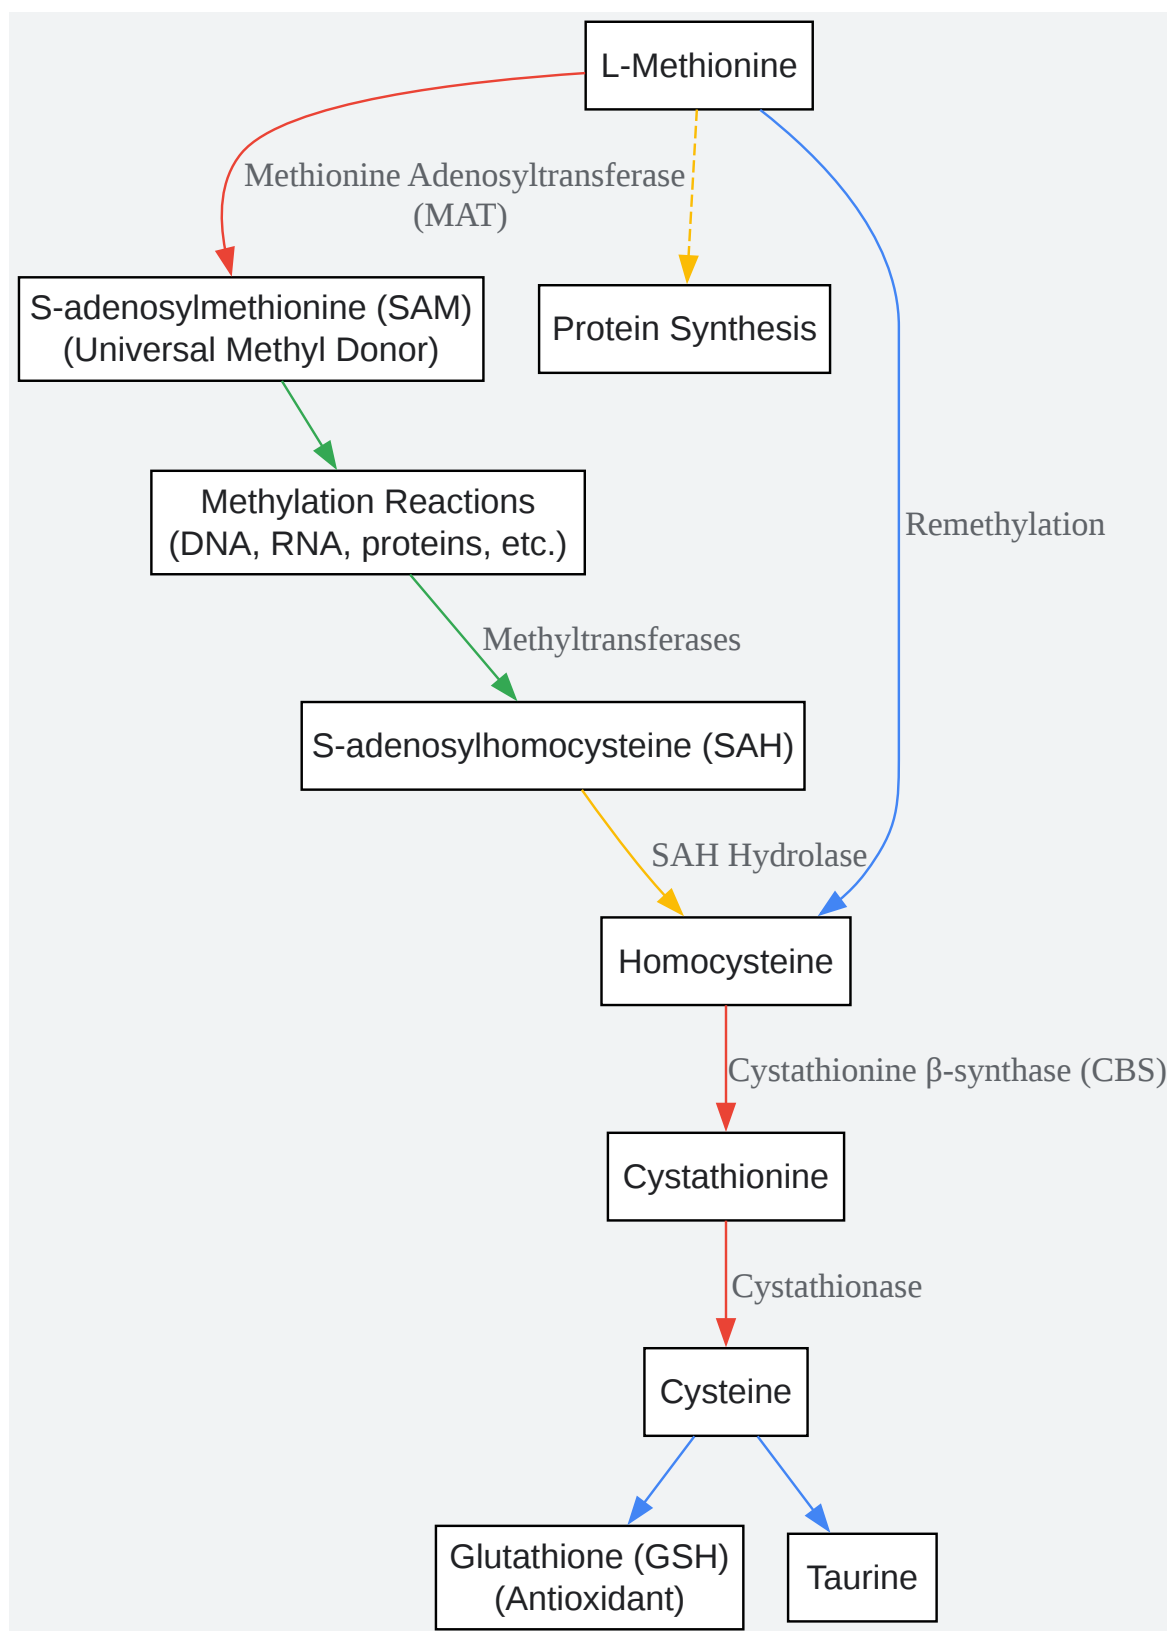 L-Methionine
Methionine Adenosyltransferase
(MAT)
S-adenosylmethionine (SAM)
(Universal Methyl Donor)
Protein Synthesis
Methylation Reactions
(DNA, RNA, proteins, etc.)
Remethylation
Methyltransferases
S-adenosylhomocysteine (SAH)
SAH Hydrolase
Homocysteine
Cystathionine β-synthase (CBS)
Cystathionine
Cystathionase
Cysteine
Glutathione (GSH)
(Antioxidant)
Taurine